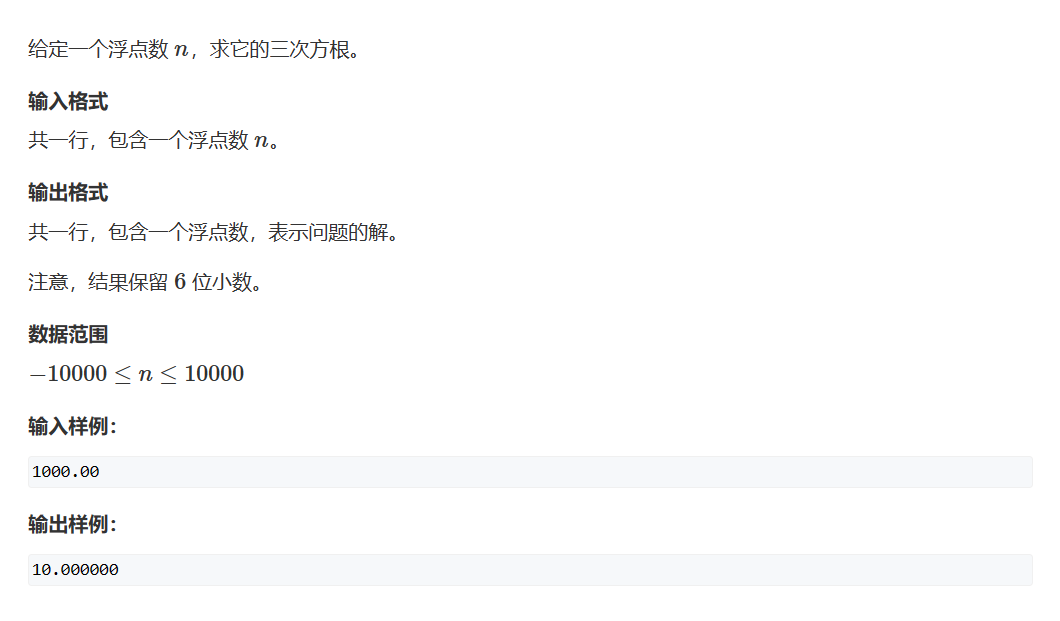 给定一个浮点数 n，求它的三次方根。
输入格式
共一行，包含一个浮点数 n。
输出格式
共一行，包含一个浮点数，表示问题的解。
注意，结果保留 6 位小数。
数据范围
−10000 ≤ n ≤ 10000
输入样例：
1000.00
输出样例：
10.000000